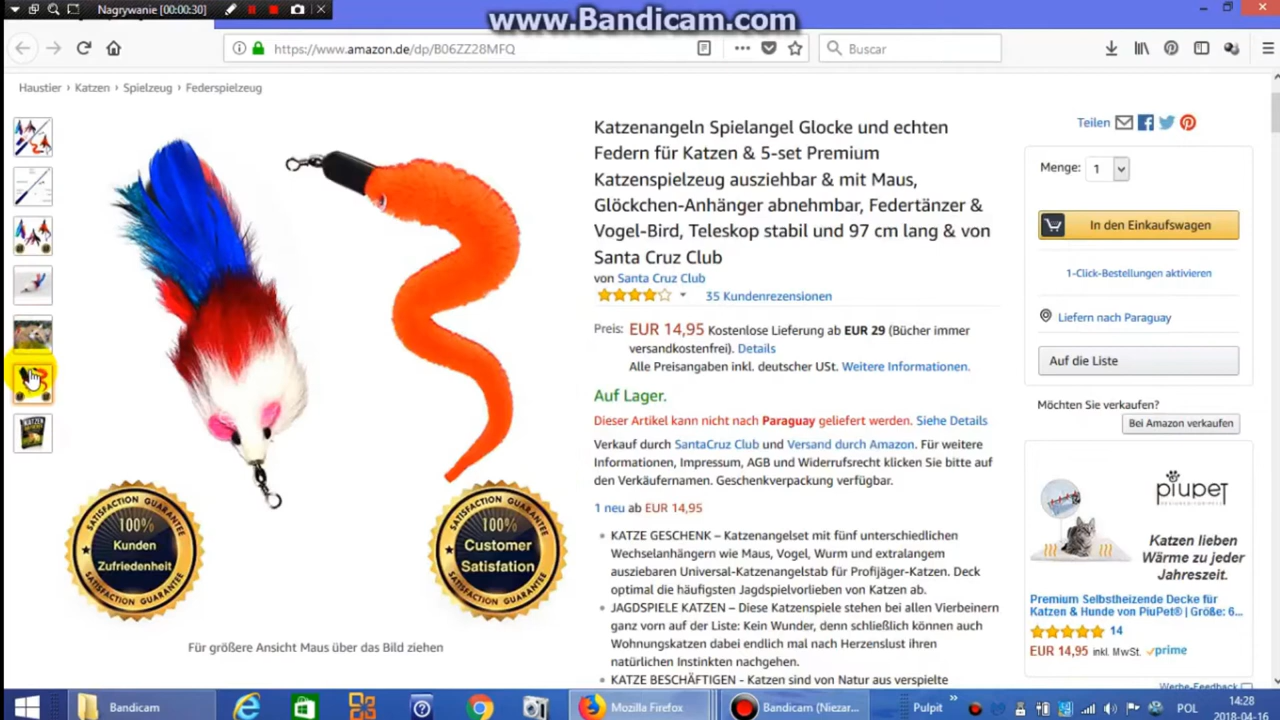 Nagrywanie [00:00:30]
www.Bandicam.com
https://www.amazon.de/dp/B06ZZ28MFQ
Buscar
Haustier › Katzen › Spielzeug › Federspielzeug
Katzenangeln Spielangel Glocke und echten
Federn für Katzen & 5-set Premium
Katzenspielzeug ausziehbar & mit Maus,
Glöckchen-Anhänger abnehmbar, Federtänzer &
Vogel-Bird, Teleskop stabil und 97 cm lang & von
Santa Cruz Club
von Santa Cruz Club
35 Kundenrezensionen
Preis: EUR 14,95 Kostenlose Lieferung ab EUR 29 (Bücher immer
versandkostenfrei). Details
Alle Preisangaben inkl. deutscher USt. Weitere Informationen.
Auf Lager.
Dieser Artikel kann nicht nach Paraguay geliefert werden. Siehe Details
Verkauf durch SantaCruz Club und Versand durch Amazon. Für weitere
Informationen, Impressum, AGB und Widerrufsrecht klicken Sie bitte auf
den Verkäufernamen. Geschenkverpackung verfügbar.
1 neu ab EUR 14,95
KATZE GESCHENK – Katzenangelset mit fünf unterschiedlichen
Wechselanhängern wie Maus, Vogel, Wurm und extralangem
ausziehbaren Universal-Katzenangelstab für Profijäger-Katzen. Deck
optimal die häufigsten Jagdspielvorlieben von Katzen ab.
JAGDSPIELE KATZEN – Diese Katzenspiele stehen bei allen Vierbeinern
ganz vorn auf der Liste: Kein Wunder, denn schließlich können auch
Wohnungskatzen dabei endlich mal nach Herzenslust ihren
natürlichen Instinkten nachgehen.
KATZE BESCHÄFTIGEN - Katzen sind von Natur aus verspielte
SATISFACTION GUARANTEE
100%
Kunden
Zufriedenheit
SATISFACTION GUARANTEE
SATISFACTION GUARANTEE
100%
Customer
Satisfation
SATISFACTION GUARANTEE
Für größere Ansicht Maus über das Bild ziehen
Teilen
Menge: 1
In den Einkaufswagen
1-Click-Bestellungen aktivieren
Liefern nach Paraguay
Auf die Liste
Möchten Sie verkaufen?
Bei Amazon verkaufen
piupet
Katzen lieben
Wärme zu jeder
Jahreszeit.
Premium Selbstheizende Decke für
Katzen & Hunde von PiuPet® | Größe: 6...
14
EUR 14,95 inkl. MwSt. prime
Werbe-Feedback
Bandicam
Mozilla Firefox
Bandicam (Niezar...
Pulpit
POL
14:28
2018-04-16